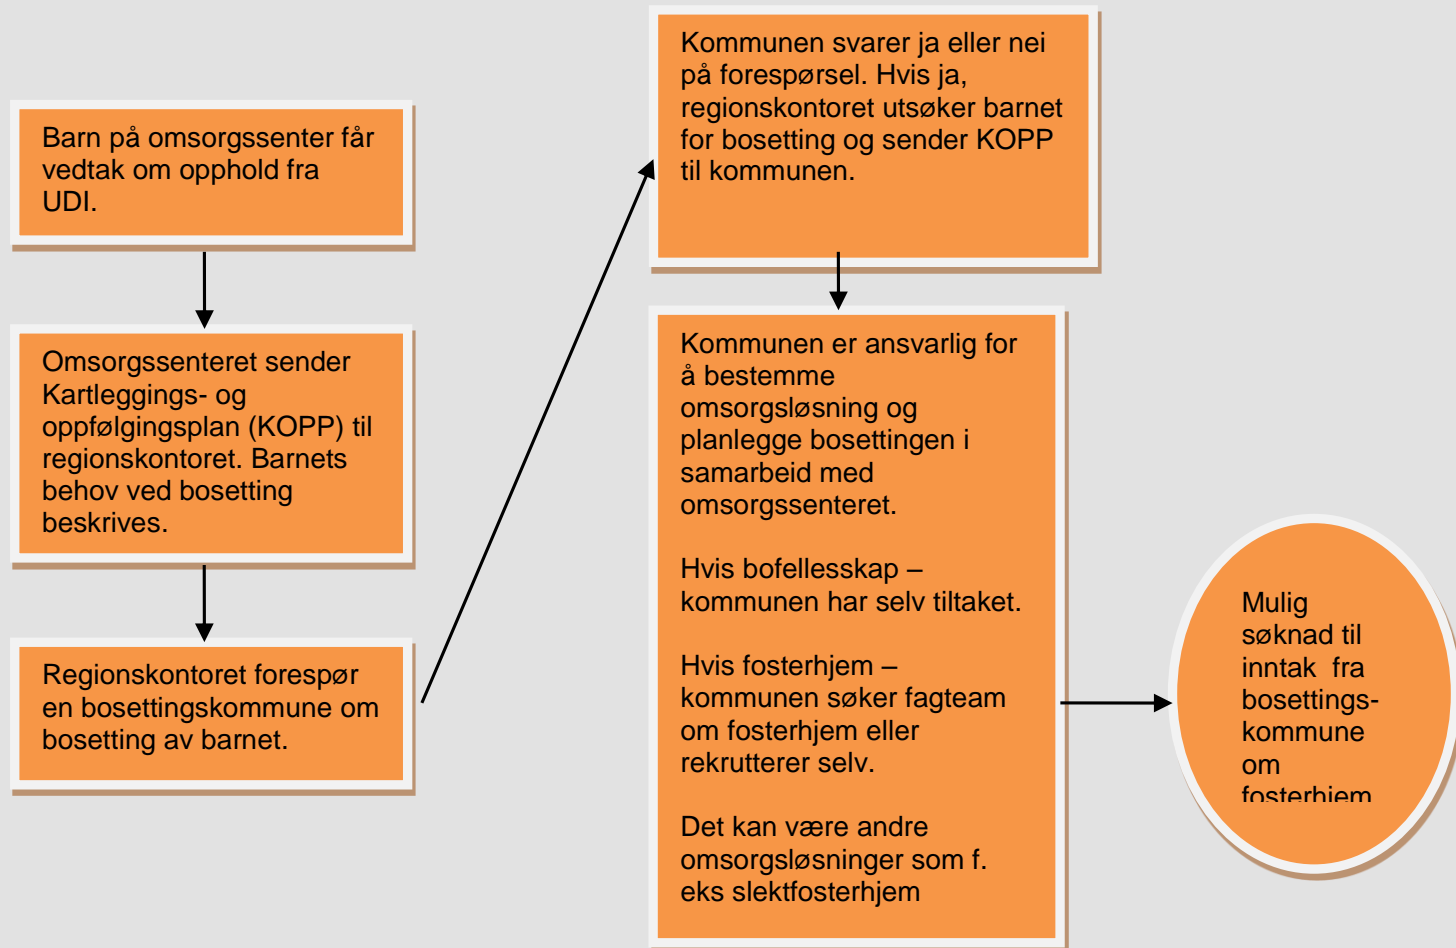 Barn på omsorgssenter får
vedtak om opphold fra
UDI.
Omsorgssenteret sender
Kartleggings- og
oppfølgingsplan (KOPP) til
regionskontoret. Barnets
behov ved bosetting
beskrives.
Regionskontoret forespør
en bosettingskommune om
bosetting av barnet.
Kommunen svarer ja eller nei
på forespørsel. Hvis ja,
regionskontoret utsøker barnet
for bosetting og sender KOPP
til kommunen.
Kommunen er ansvarlig for
å bestemme
omsorgsløsning og
planlegge bosettingen i
samarbeid med
omsorgssenteret.
Hvis bofellesskap –
kommunen har selv tiltaket.
Hvis fosterhjem –
kommunen søker fagteam
om fosterhjem eller
rekrutterer selv.
Det kan være andre
omsorgsløsninger som f.
eks slektfosterhjem
Mulig
søknad til
inntak  fra
bosettings-
kommune
om
fosterhjem